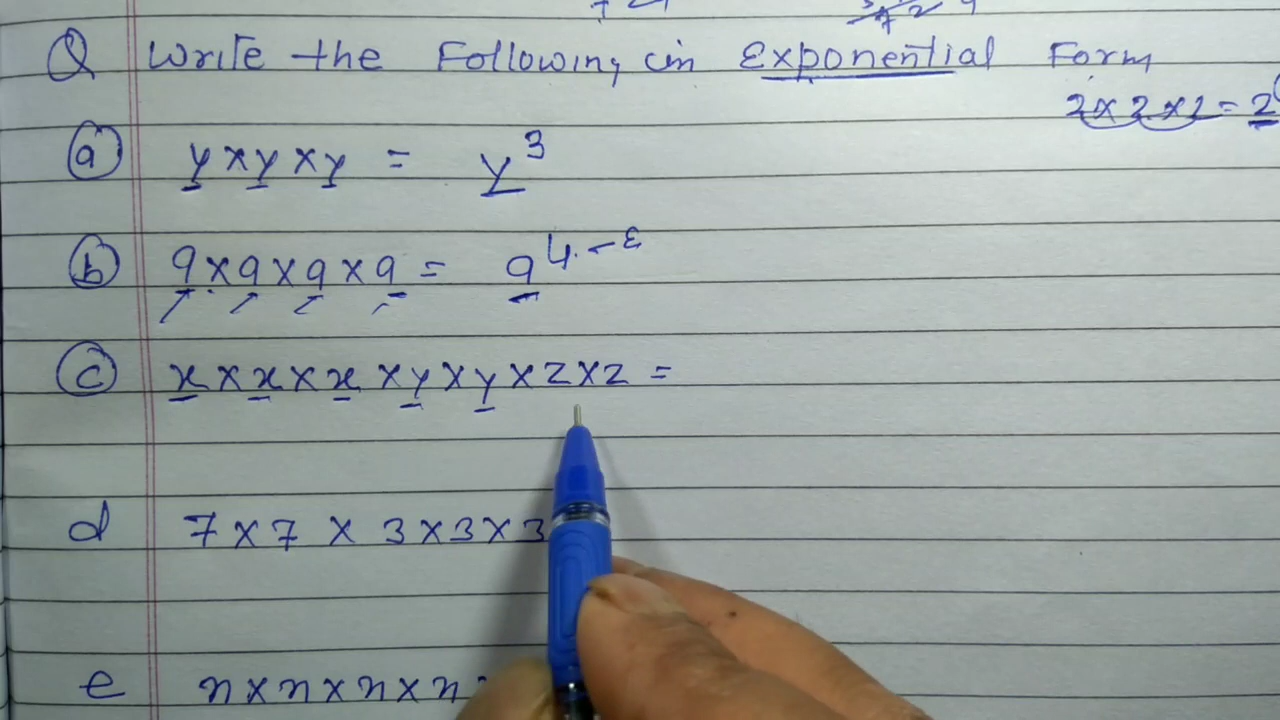 Q Write the Following in Exponential Form
2×2×2=2
a y×y×y = y³
b 9×9×9×9 = 9⁴·–ε
c x×x×x×y×y×z×z =
d 7×7×3×3×3
e n×n×n×n